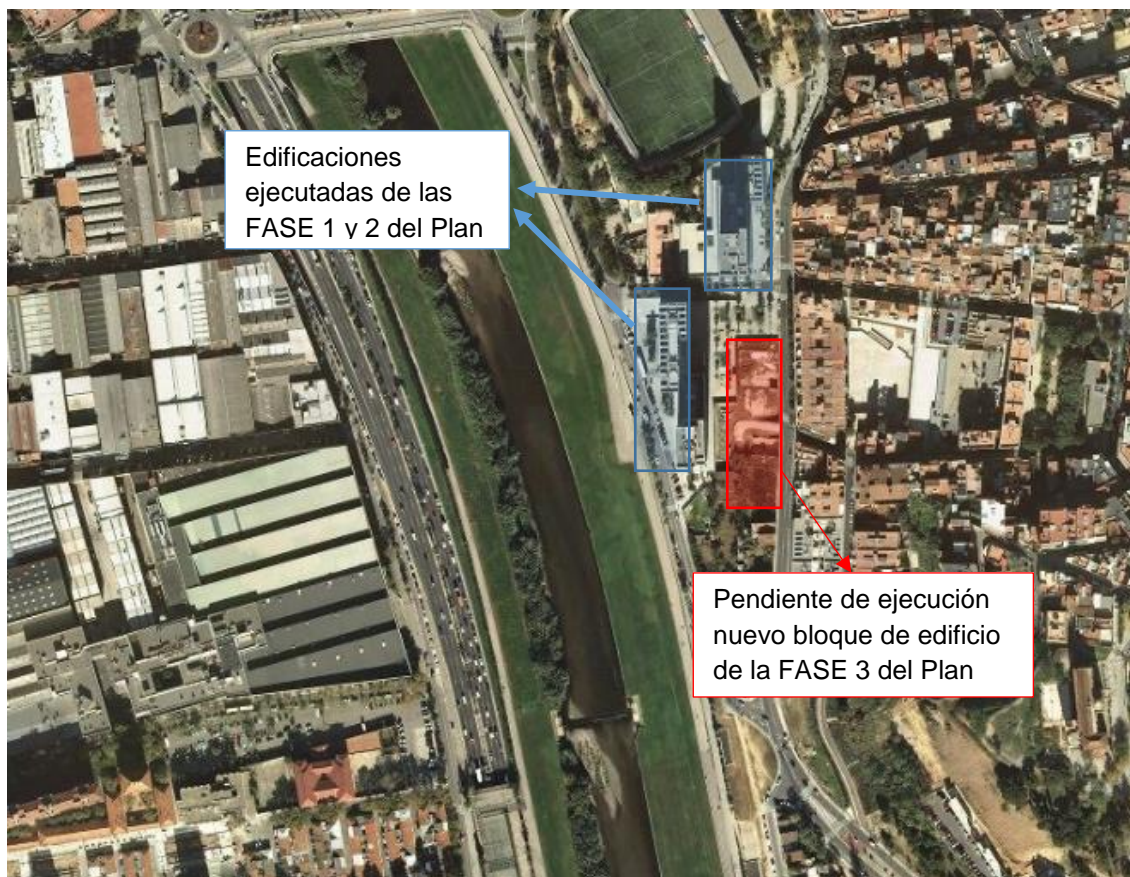 Edificaciones
ejecutadas de las
FASE 1 y 2 del Plan
Pendiente de ejecución
nuevo bloque de edificio
de la FASE 3 del Plan